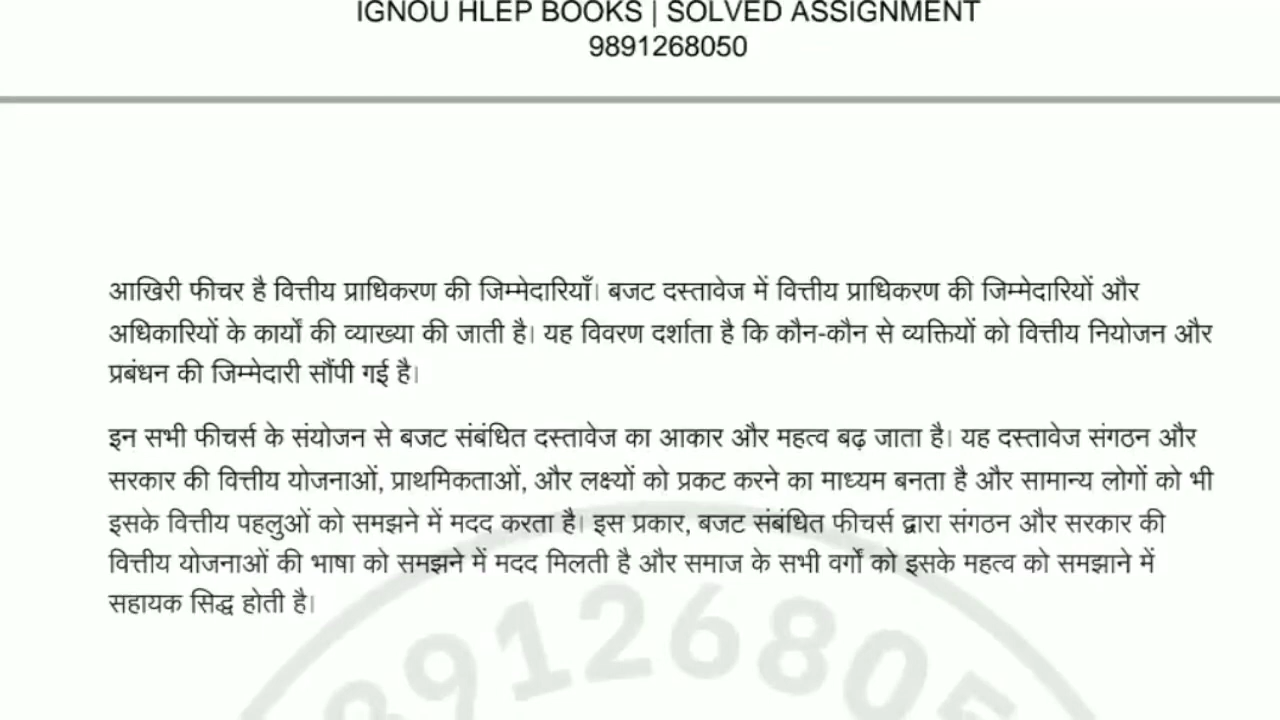 IGNOU HLEP BOOKS | SOLVED ASSIGNMENT
9891268050
आखिरी फीचर है वित्तीय प्राधिकरण की जिम्मेदारियाँ। बजट दस्तावेज में वित्तीय प्राधिकरण की जिम्मेदारियों और
अधिकारियों के कार्यों की व्याख्या की जाती है। यह विवरण दर्शाता है कि कौन-कौन से व्यक्तियों को वित्तीय नियोजन और
प्रबंधन की जिम्मेदारी सौंपी गई है।
इन सभी फीचर्स के संयोजन से बजट संबंधित दस्तावेज का आकार और महत्व बढ़ जाता है। यह दस्तावेज संगठन और
सरकार की वित्तीय योजनाओं, प्राथमिकताओं, और लक्ष्यों को प्रकट करने का माध्यम बनता है और सामान्य लोगों को भी
इसके वित्तीय पहलुओं को समझने में मदद करता है। इस प्रकार, बजट संबंधित फीचर्स द्वारा संगठन और सरकार की
वित्तीय योजनाओं की भाषा को समझने में मदद मिलती है और समाज के सभी वर्गों को इसके महत्व को समझाने में
सहायक सिद्ध होती है।
989126805